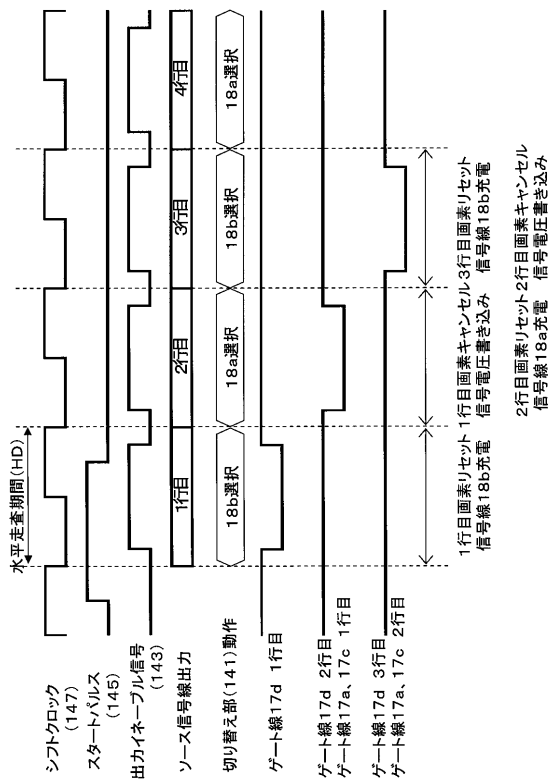 水平走査期間(HD)
シフトクロック
(147)
スタートパルス
(145)
出力イネーブル信号
(143)
ソース信号線出力
1行目
2行目
3行目
4行目
切り替え部(141)動作
18b選択
18a選択
18b選択
18a選択
ゲート線17d 1行目
ゲート線17d 2行目
ゲート線17a、17c 1行目
ゲート線17d 3行目
ゲート線17a、17c 2行目
1行目画素リセット
信号線18b充電
1行目画素キャンセル
信号電圧書き込み
3行目画素リセット
信号線18b充電
2行目画素リセット
信号線18a充電
2行目画素キャンセル
信号電圧書き込み